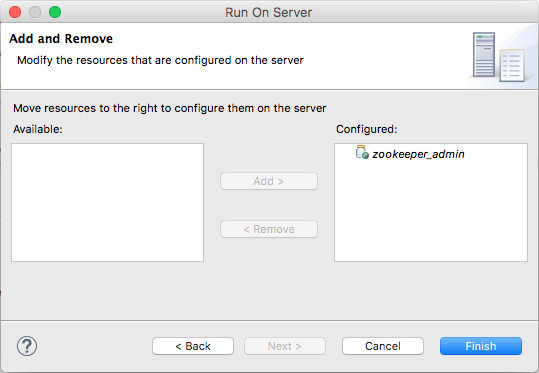 Run On Server
Add and Remove
Modify the resources that are configured on the server
Move resources to the right to configure them on the server
Available:
Configured:
zookeeper_admin
Add >
< Remove
?
< Back
Next >
Cancel
Finish